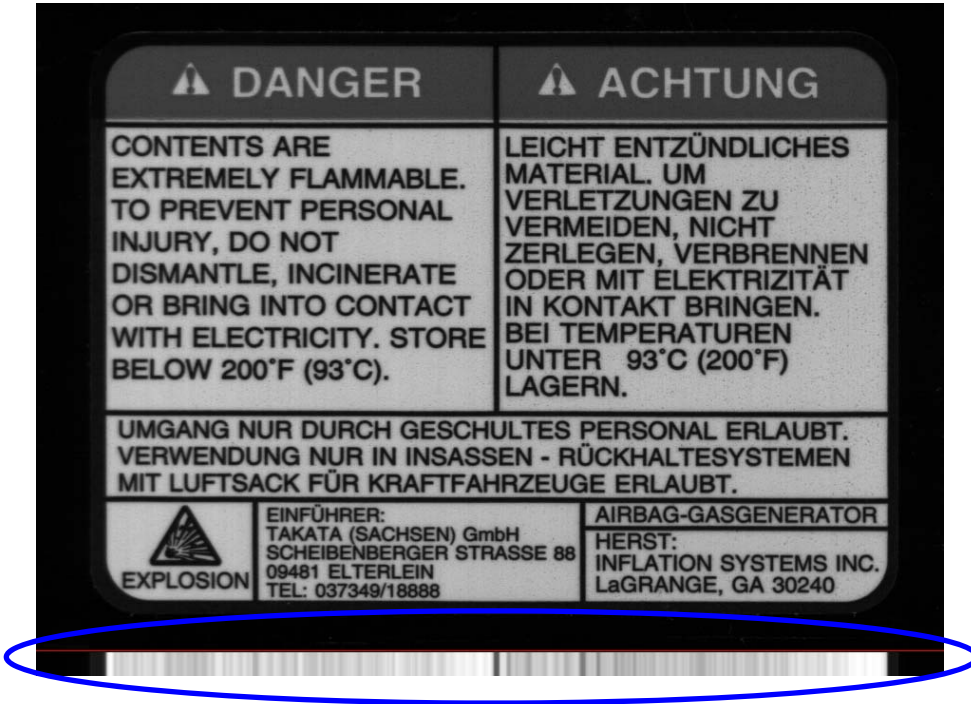 DANGER
CONTENTS ARE
EXTREMELY FLAMMABLE.
TO PREVENT PERSONAL
INJURY, DO NOT
DISMANTLE, INCINERATE
OR BRING INTO CONTACT
WITH ELECTRICITY. STORE
BELOW 200°F (93°C).
ACHTUNG
LEICHT ENTZÜNDLICHES
MATERIAL. UM
VERLETZUNGEN ZU
VERMEIDEN, NICHT
ZERLEGEN, VERBRENNEN
ODER MIT ELEKTRIZITÄT
IN KONTAKT BRINGEN.
BEI TEMPERATUREN
UNTER 93°C (200°F)
LAGERN.
UMGANG NUR DURCH GESCHULTES PERSONAL ERLAUBT.
VERWENDUNG NUR IN INSASSEN - RÜCKHALTESYSTEMEN
MIT LUFTSACK FÜR KRAFTFAHRZEUGE ERLAUBT.
EXPLOSION
EINFÜHRER:
TAKATA (SACHSEN) GmbH
SCHEIBENBERGER STRASSE 88
09481 ELTERLEIN
TEL: 037349/18888
AIRBAG-GASGENERATOR
HERST:
INFLATION SYSTEMS INC.
LaGRANGE, GA 30240